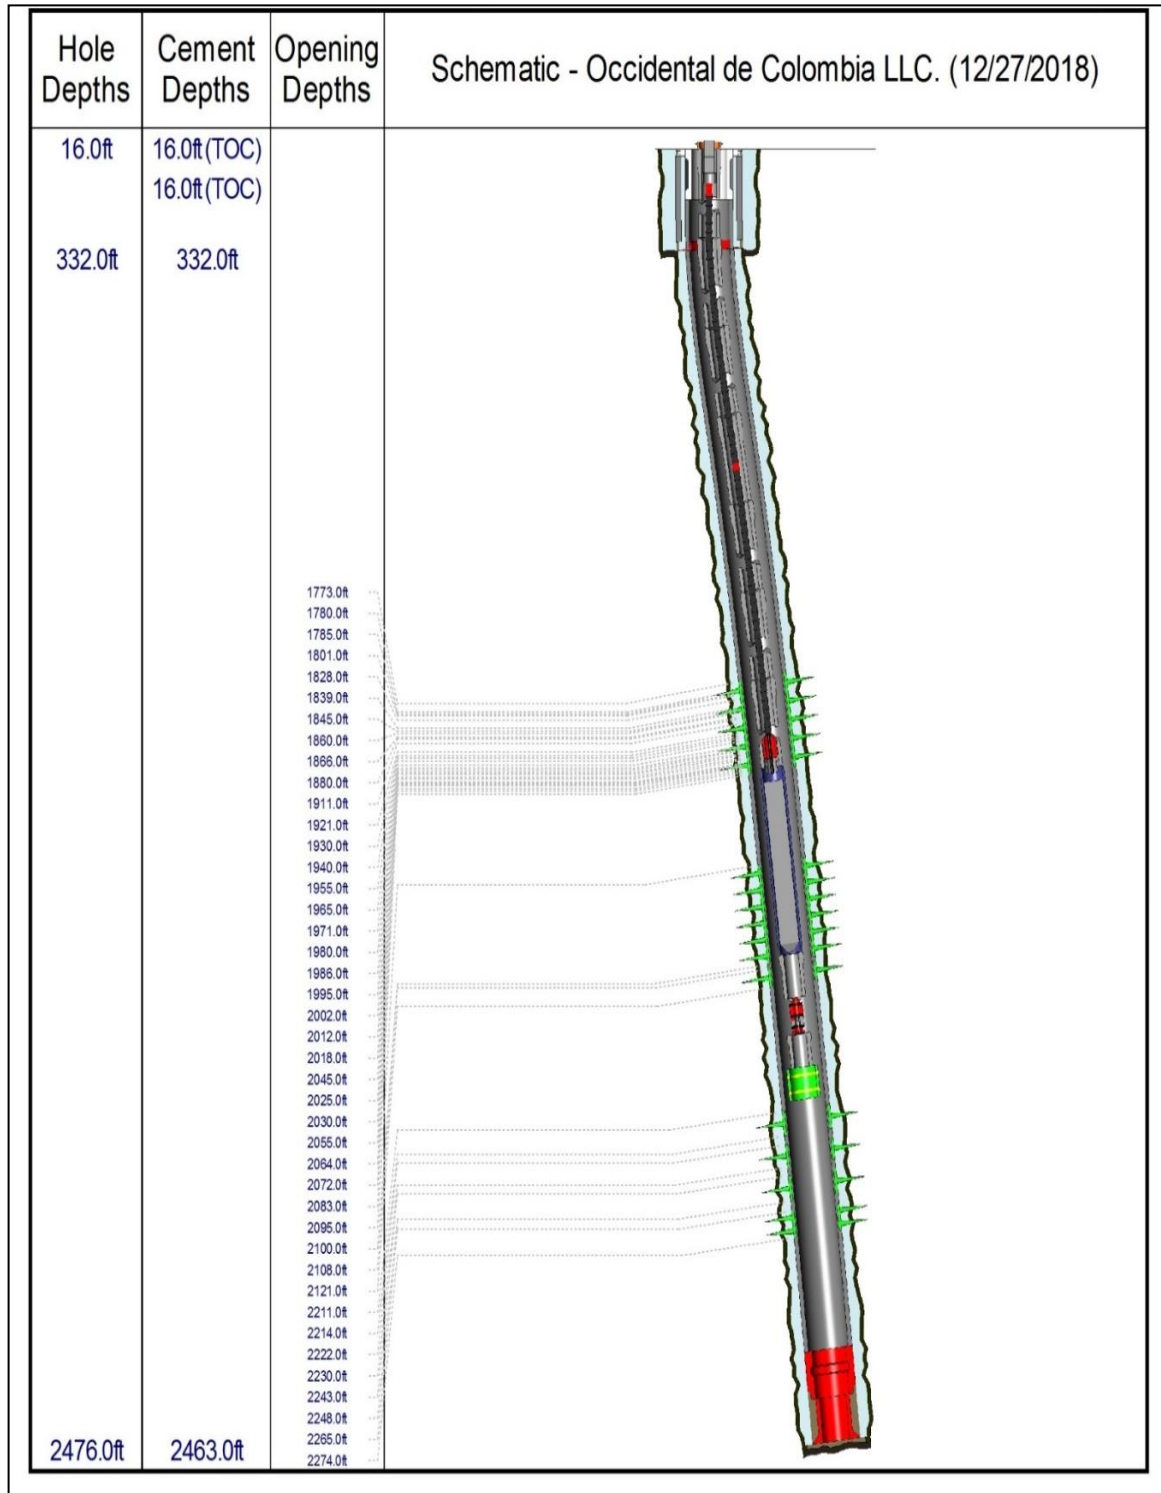 Hole Depths
Cement Depths
Opening Depths
Schematic - Occidental de Colombia LLC. (12/27/2018)
16.0ft
16.0ft (TOC)
16.0ft (TOC)
332.0ft
332.0ft
1773.0ft
1780.0ft
1785.0ft
1801.0ft
1828.0ft
1839.0ft
1845.0ft
1860.0ft
1866.0ft
1880.0ft
1911.0ft
1921.0ft
1930.0ft
1940.0ft
1955.0ft
1965.0ft
1971.0ft
1980.0ft
1986.0ft
1995.0ft
2002.0ft
2012.0ft
2018.0ft
2045.0ft
2025.0ft
2030.0ft
2055.0ft
2064.0ft
2072.0ft
2083.0ft
2095.0ft
2100.0ft
2108.0ft
2121.0ft
2211.0ft
2214.0ft
2222.0ft
2230.0ft
2243.0ft
2248.0ft
2265.0ft
2274.0ft
2476.0ft
2463.0ft